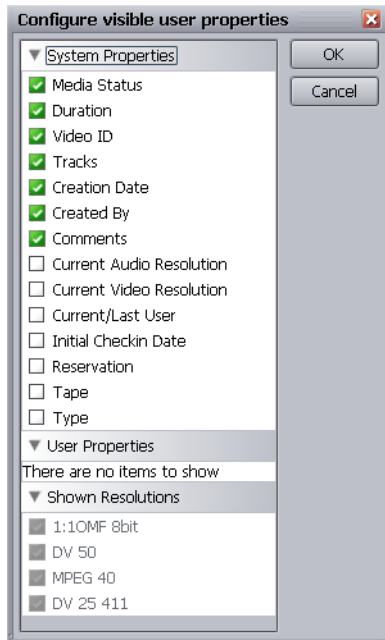 Configure visible user properties
System Properties
OK
Media Status
Cancel
Duration
Video ID
Tracks
Creation Date
Created By
Comments
Current Audio Resolution
Current Video Resolution
Current/Last User
Initial Checkin Date
Reservation
Tape
Type
User Properties
There are no items to show
Shown Resolutions
1:1OMF 8bit
DV 50
MPEG 40
DV 25 411